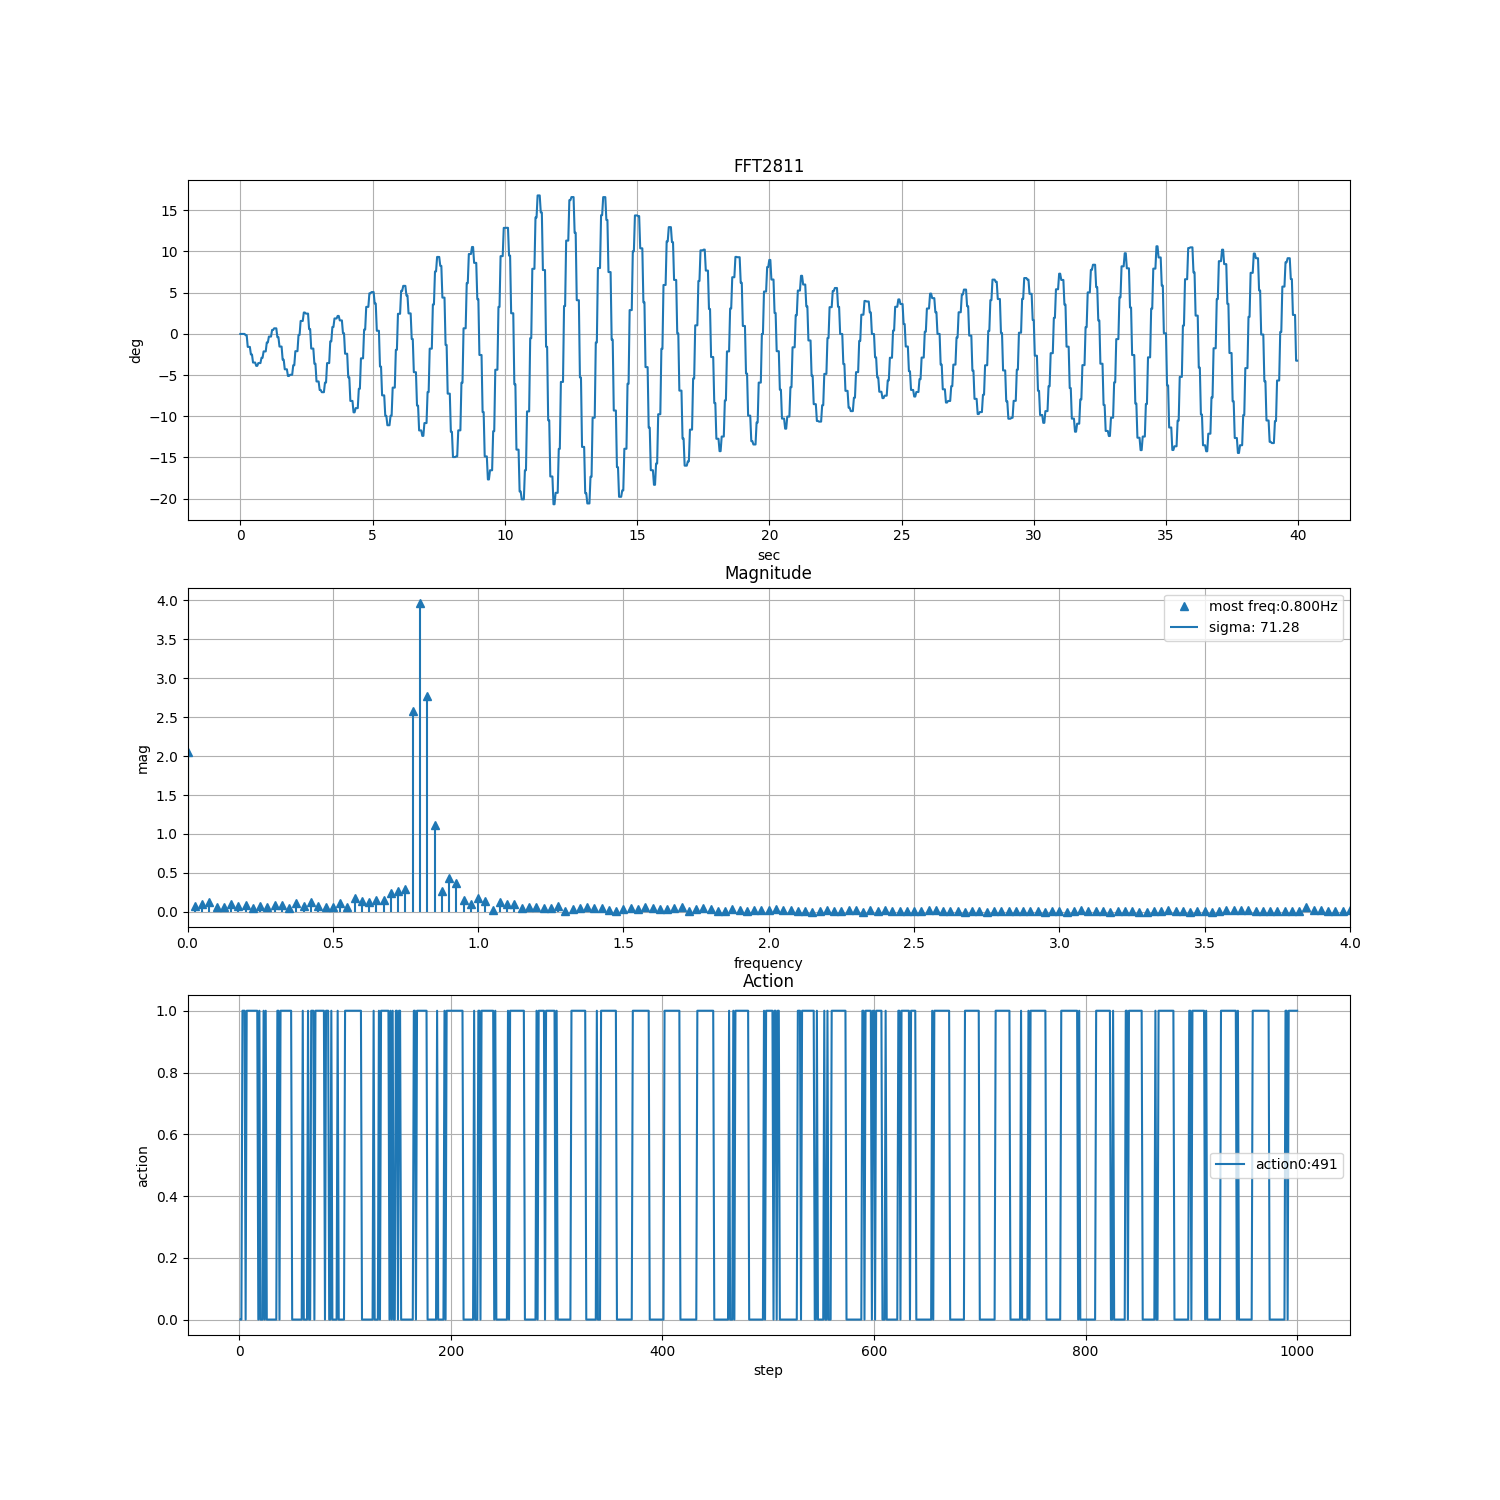 FFT2811
15
10
5
0
−5
−10
−15
−20
deg
0 5 10 15 20 25 30 35 40
sec
Magnitude
4.0
3.5
3.0
2.5
2.0
1.5
1.0
0.5
0.0
mag
most freq:0.800Hz
sigma: 71.28
0.0 0.5 1.0 1.5 2.0 2.5 3.0 3.5 4.0
frequency
Action
1.0
0.8
0.6
0.4
0.2
0.0
action
action0:491
0 200 400 600 800 1000
step